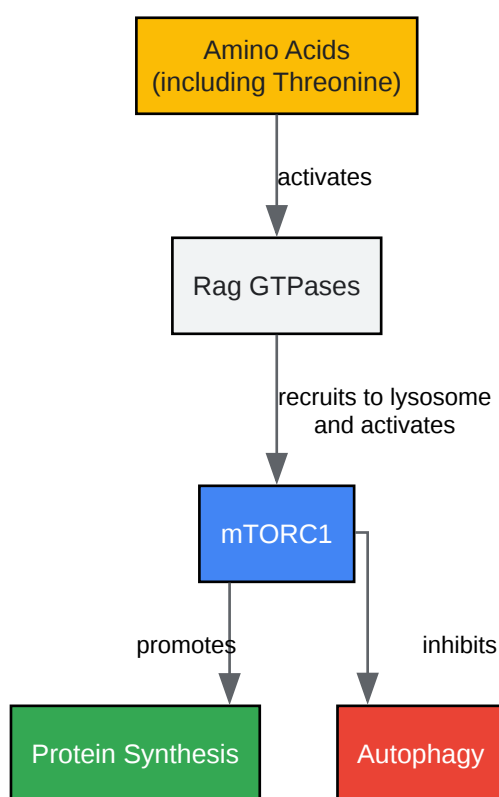 Amino Acids
(including Threonine)
activates
Rag GTPases
recruits to lysosome
and activates
mTORC1
promotes
inhibits
Protein Synthesis
Autophagy